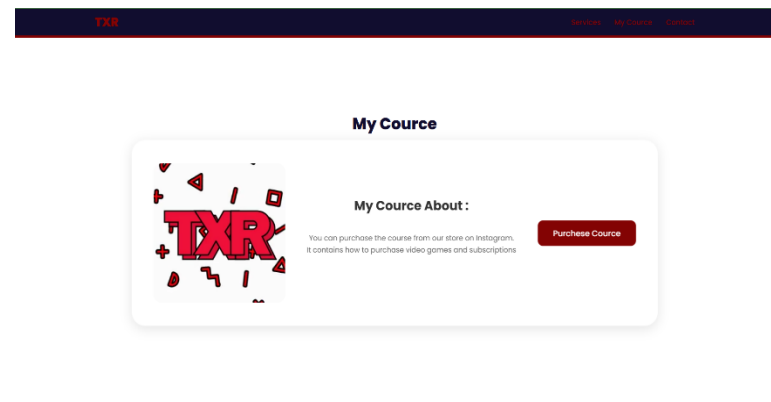 TXR
Services My Cource Contact
My Cource
TXR
My Cource About :
You can purchase the course from our store on Instagram.
It contains how to purchase video games and subscriptions
Purchese Cource